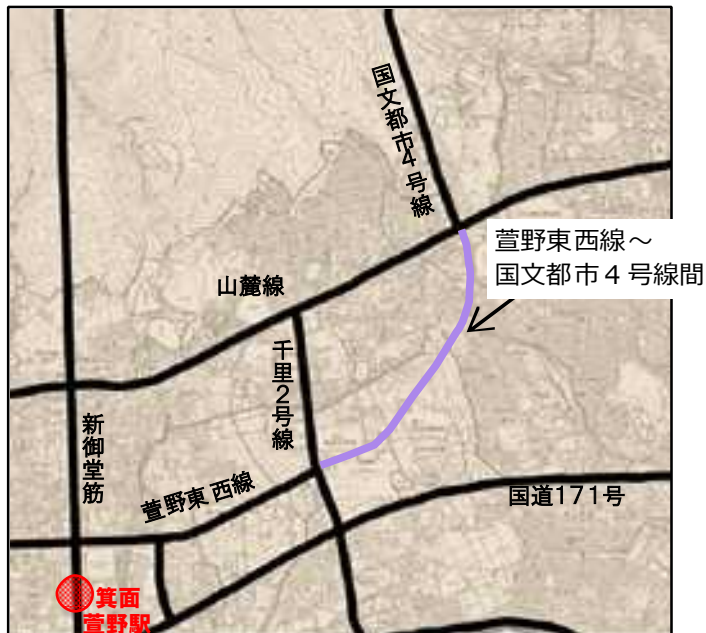 国文都市4号線
萱野東西線～
国文都市４号線間
山麓線
千里2号線
新御堂筋
萱野東西線
国道171号
箕面
萱野駅